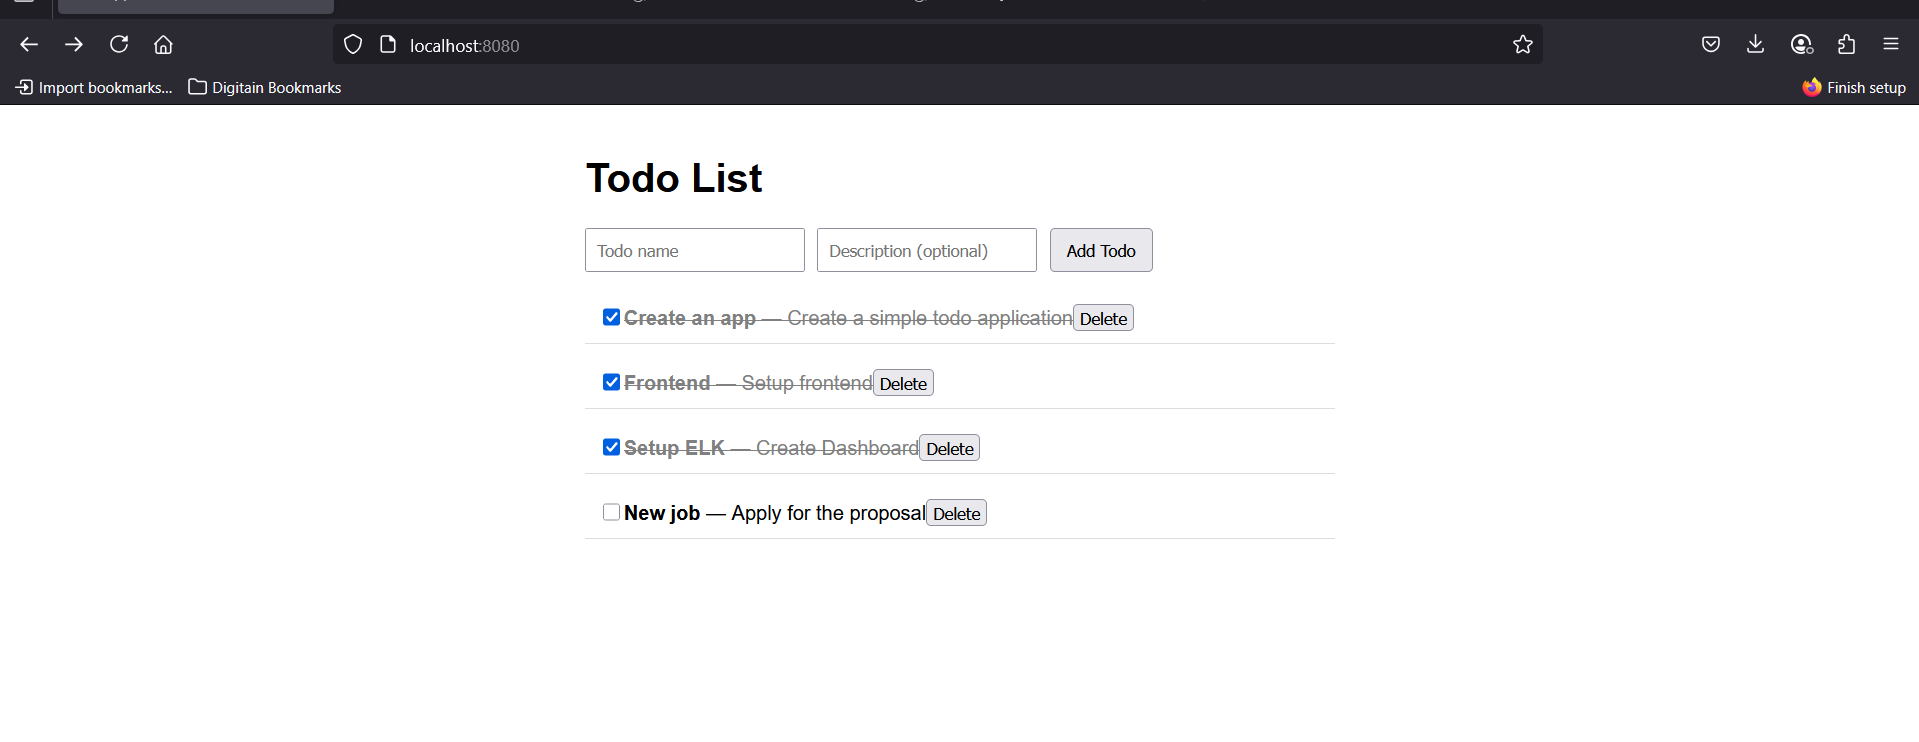 localhost:8080
Import bookmarks... Digitain Bookmarks Finish setup
Todo List
Todo name Description (optional) Add Todo
Create an app — Create a simple todo application Delete
Frontend — Setup frontend Delete
Setup ELK — Create Dashboard Delete
New job — Apply for the proposal Delete